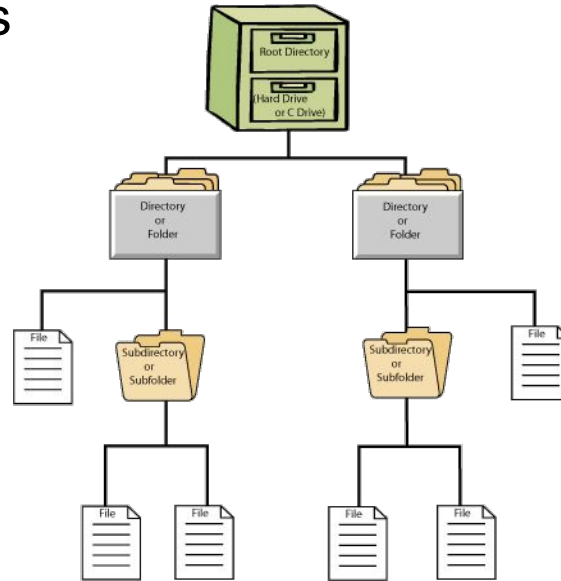 s
Root Directory
(Hard Drive
or C Drive)
Directory
or
Folder
Directory
or
Folder
File
Subdirectory
or
Subfolder
Subdirectory
or
Subfolder
File
File
File
File
File